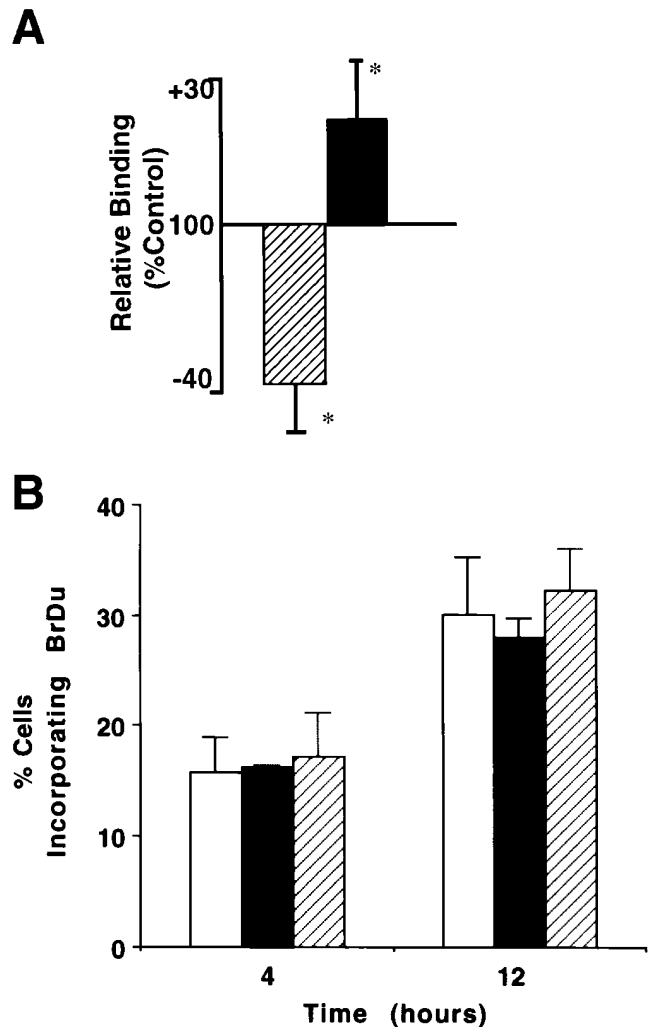 A
+30
*
Relative Binding
(%Control)
100
-40
*
B
40
30
20
10
0
% Cells
Incorporating BrDu
4
12
Time (hours)